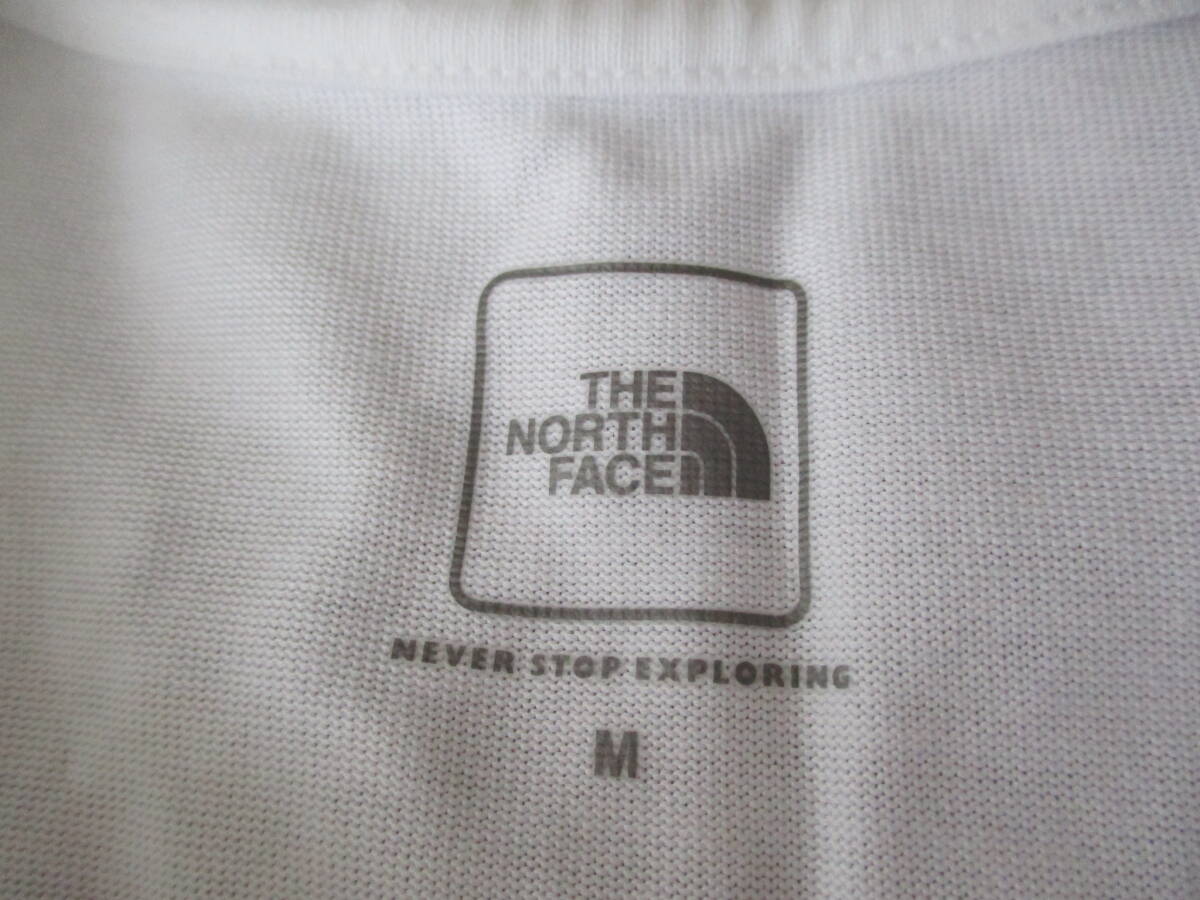 THE
NORTH
FACE
NEVER STOP EXPLORING
M